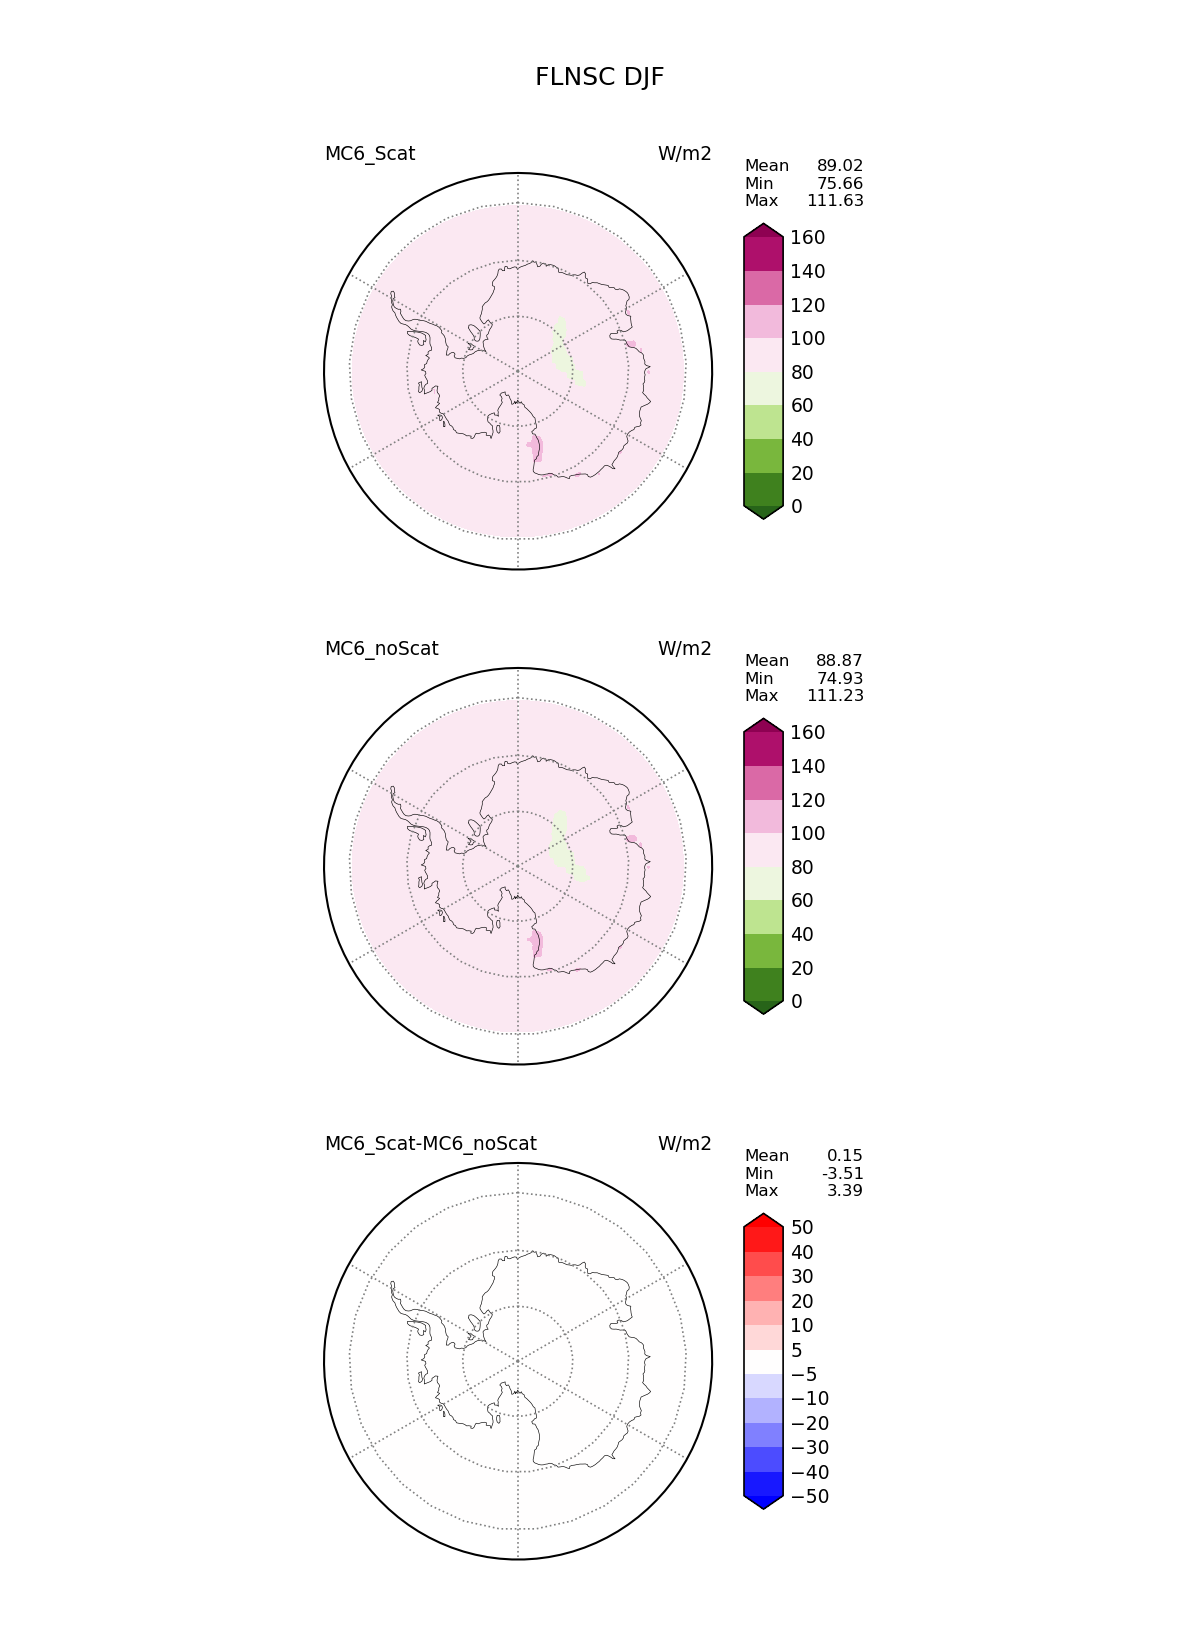 FLNSC DJF
MC6_Scat W/m2
Mean 89.02
Min 75.66
Max 111.63
160
140
120
100
80
60
40
20
0
MC6_noScat W/m2
Mean 88.87
Min 74.93
Max 111.23
160
140
120
100
80
60
40
20
0
MC6_Scat-MC6_noScat W/m2
Mean 0.15
Min -3.51
Max 3.39
50
40
30
20
10
5
−5
−10
−20
−30
−40
−50